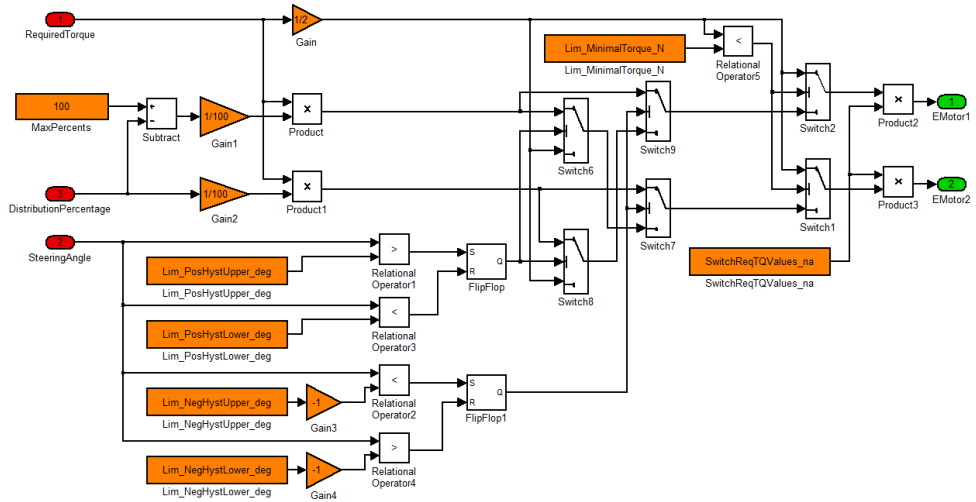 1
RequiredTorque
1/2
Gain
Lim_MinimalTorque_N
Lim_MinimalTorque_N
<
Relational
Operator5
100
MaxPercents
+
−
Subtract
1/100
Gain1
×
Product
Switch6
Switch9
Switch2
×
Product2
1
EMotor1
3
DistributionPercentage
1/100
Gain2
×
Product1
Switch8
Switch7
Switch1
×
Product3
2
EMotor2
2
SteeringAngle
Lim_PosHystUpper_deg
Lim_PosHystUpper_deg
>
Relational
Operator1
S
R
Q
FlipFlop
SwitchReqTQValues_na
SwitchReqTQValues_na
Lim_PosHystLower_deg
Lim_PosHystLower_deg
<
Relational
Operator3
Lim_NegHystUpper_deg
Lim_NegHystUpper_deg
-1
Gain3
<
Relational
Operator2
S
R
Q
FlipFlop1
Lim_NegHystLower_deg
Lim_NegHystLower_deg
-1
Gain4
>
Relational
Operator4